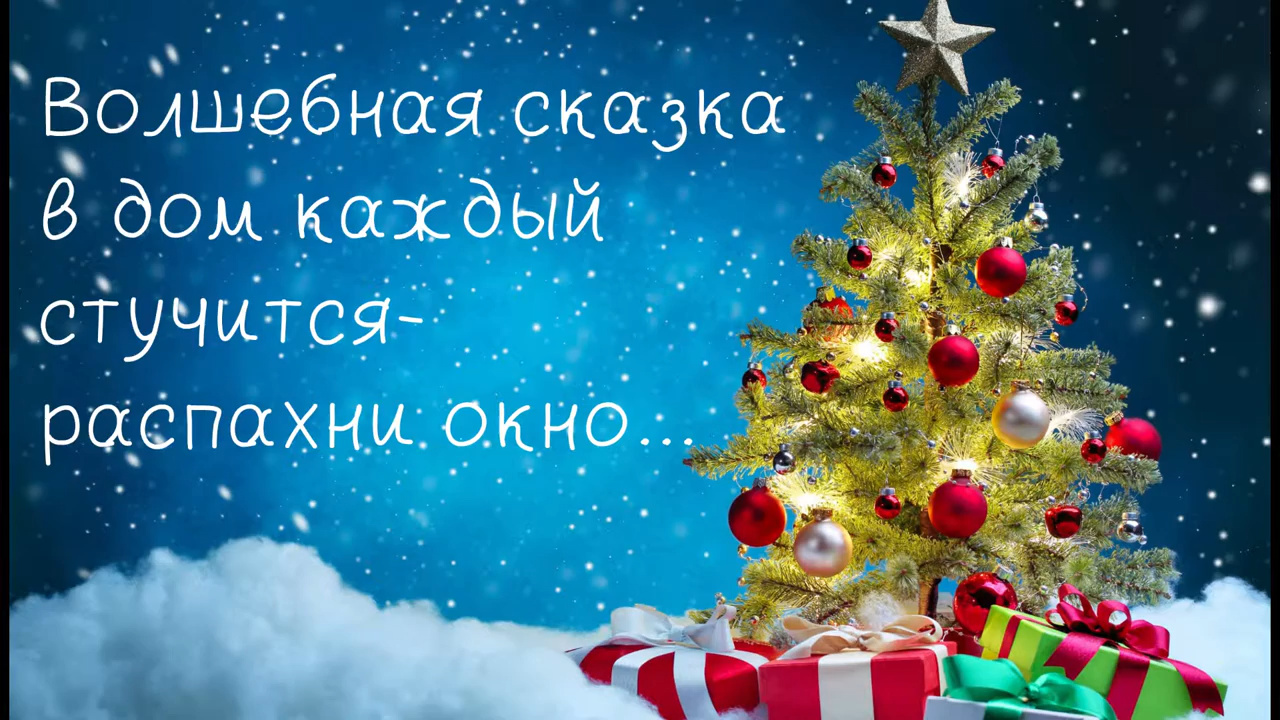 Волшебная сказка
в дом каждый
стучится-
распахни окно...